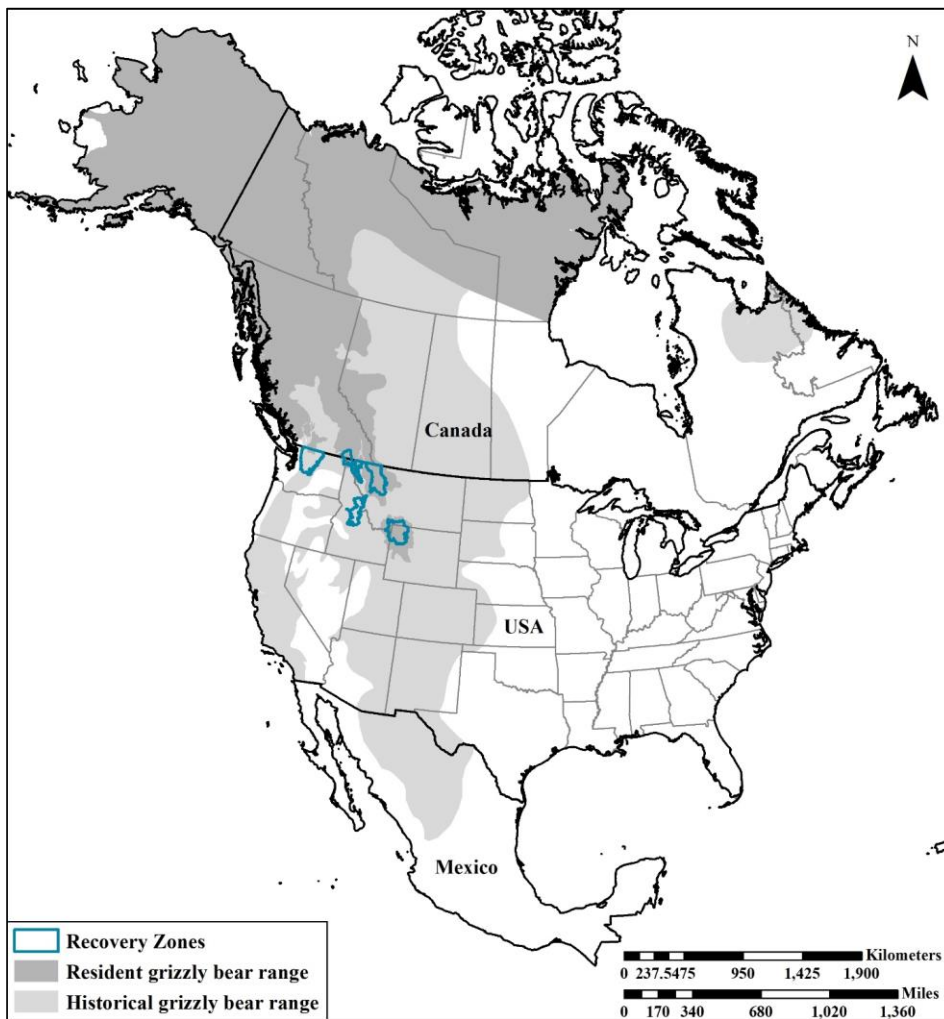 N
Canada
USA
Mexico
Recovery Zones
Resident grizzly bear range
Historical grizzly bear range
Kilometers
0 237.5475 950 1,425 1,900
Miles
0 170 340 680 1,020 1,360